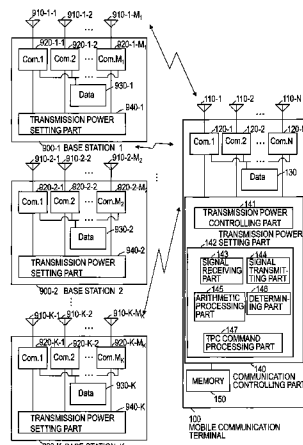 910-1-1 910-1-2 910-1-M1
920-1-1 920-1-2 920-1-M1
Com.1 Com.2 Com.M1
930-1
Data
940-1
TRANSMISSION POWER
SETTING PART
900-1 BASE STATION 1
910-2-1 910-2-2 910-2-M2
920-2-1 920-2-2 920-2-M2
Com.1 Com.2 Com.M2
930-2
Data
940-2
TRANSMISSION POWER
SETTING PART
900-2 BASE STATION 2
910-K-1 910-K-2
920-K-1 920-K-2
Com.1 Com.2
930-K
Data
940-K
TRANSMISSION POWER
SETTING PART
BASE STATION
110-1 110-2 110-N
120-1 120-2 120-N
Com.1 Com.2 Com.N
Data
130
141
TRANSMISSION POWER
CONTROLLING PART
TRANSMISSION POWER
142 SETTING PART
143 144
SIGNAL
RECEIVING
PART
SIGNAL
TRANSMIT-
TING PART
145 146
ARITHMETIC
PROCESSING
PART
DETERMIN-
ING PART
147
TPC COMMAND
PROCESSING PART
140
COMMUNICATION
CONTROLLING PART
MEMORY
150
100
MOBILE COMMUNICATION
TERMINAL